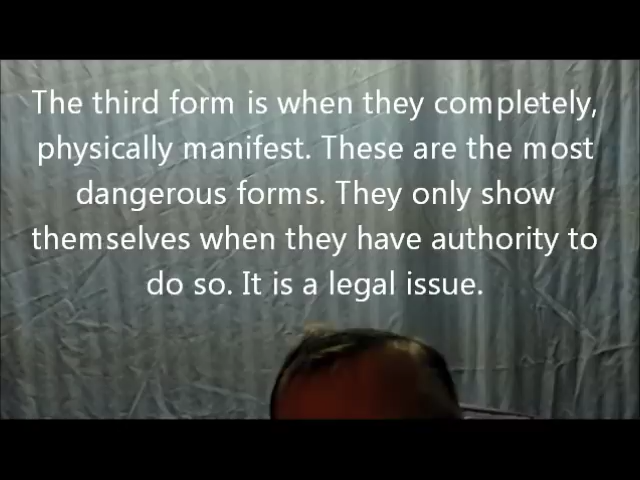 The third form is when they completely,
physically manifest. These are the most
dangerous forms. They only show
themselves when they have authority to
do so. It is a legal issue.